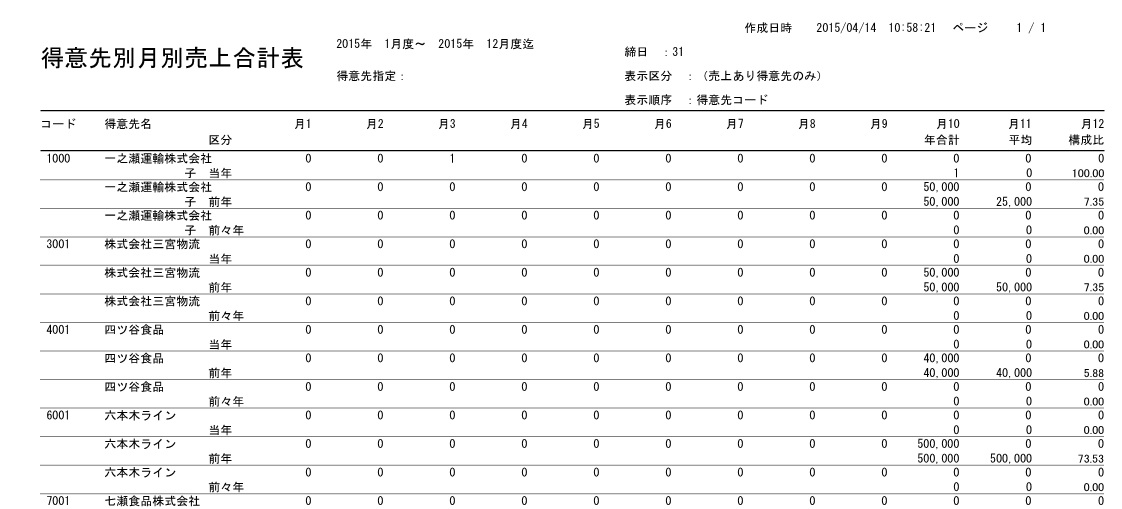 作成日時 2015/04/14 10:58:21 ページ 1 / 1
得意先別月別売上合計表 2015年 1月度～ 2015年 12月度迄
締日 :31
得意先指定: 表示区分 :（売上あり得意先のみ）
表示順序 :得意先コード
コード 得意先名 月1 月2 月3 月4 月5 月6 月7 月8 月9 月10 月11 月12
区分 年合計 平均 構成比
1000 一之瀬運輸株式会社 0 0 1 0 0 0 0 0 0 0 0 0
子 当年 1 0 100.00
一之瀬運輸株式会社 0 0 0 0 0 0 0 0 0 50,000 0 0
子 前年 50,000 25,000 7.35
一之瀬運輸株式会社 0 0 0 0 0 0 0 0 0 0 0 0
子 前々年 0 0 0.00
3001 株式会社三宮物流 0 0 0 0 0 0 0 0 0 0 0 0
当年 0 0 0.00
株式会社三宮物流 0 0 0 0 0 0 0 0 0 50,000 0 0
前年 50,000 50,000 7.35
株式会社三宮物流 0 0 0 0 0 0 0 0 0 0 0 0
前々年 0 0 0.00
4001 四ツ谷食品 0 0 0 0 0 0 0 0 0 0 0 0
当年 0 0 0.00
四ツ谷食品 0 0 0 0 0 0 0 0 0 40,000 0 0
前年 40,000 40,000 5.88
四ツ谷食品 0 0 0 0 0 0 0 0 0 0 0 0
前々年 0 0 0.00
6001 六本木ライン 0 0 0 0 0 0 0 0 0 0 0 0
当年 0 0 0.00
六本木ライン 0 0 0 0 0 0 0 0 0 500,000 0 0
前年 500,000 500,000 73.53
六本木ライン 0 0 0 0 0 0 0 0 0 0 0 0
前々年 0 0 0.00
7001 七瀬食品株式会社 0 0 0 0 0 0 0 0 0 0 0 0